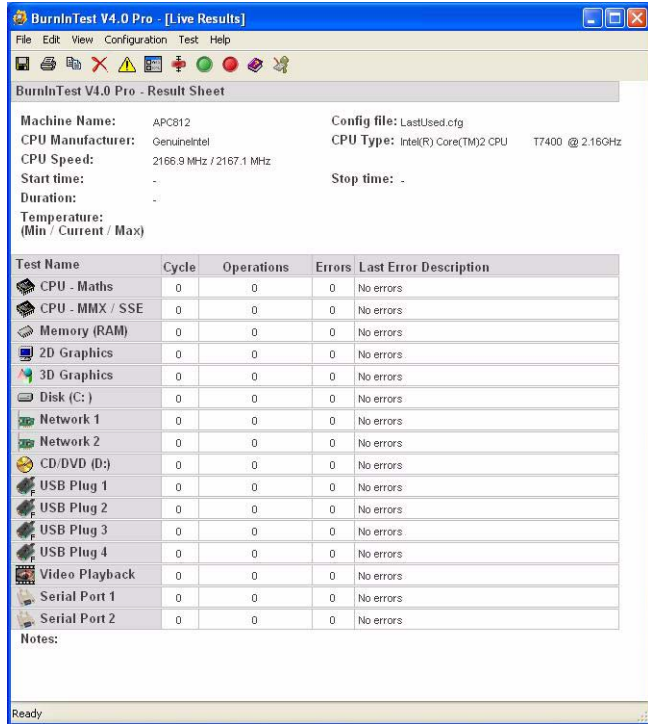 BurnInTest V4.0 Pro - [Live Results]
File Edit View Configuration Test Help
BurnInTest V4.0 Pro - Result Sheet
Machine Name: APC812 Config file: LastUsed.cfg
CPU Manufacturer: GenuineIntel CPU Type: Intel(R) Core(TM)2 CPU T7400 @ 2.16GHz
CPU Speed: 2166.9 MHz / 2167.1 MHz
Start time: - Stop time: -
Duration: -
Temperature:
(Min / Current / Max)
Test Name Cycle Operations Errors Last Error Description
CPU - Maths 0 0 0 No errors
CPU - MMX / SSE 0 0 0 No errors
Memory (RAM) 0 0 0 No errors
2D Graphics 0 0 0 No errors
3D Graphics 0 0 0 No errors
Disk (C: ) 0 0 0 No errors
Network 1 0 0 0 No errors
Network 2 0 0 0 No errors
CD/DVD (D:) 0 0 0 No errors
USB Plug 1 0 0 0 No errors
USB Plug 2 0 0 0 No errors
USB Plug 3 0 0 0 No errors
USB Plug 4 0 0 0 No errors
Video Playback 0 0 0 No errors
Serial Port 1 0 0 0 No errors
Serial Port 2 0 0 0 No errors
Notes:
Ready